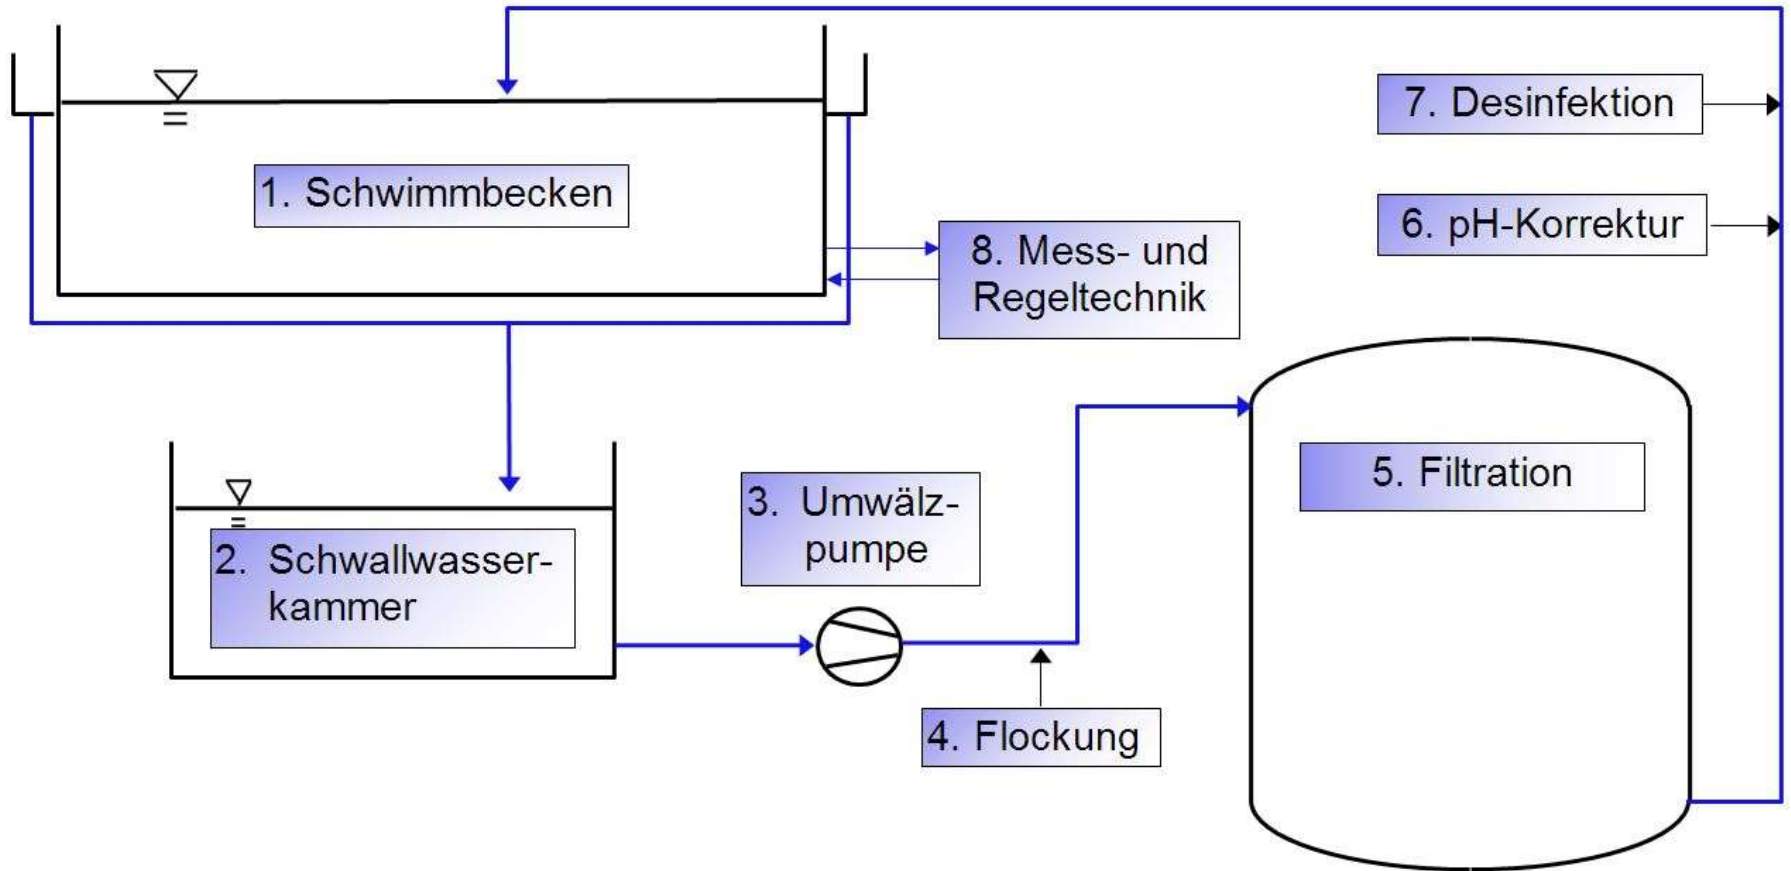 1. Schwimmbecken
2. Schwallwasser-
kammer
3. Umwälz-
pumpe
4. Flockung
5. Filtration
6. pH-Korrektur
7. Desinfektion
8. Mess- und
Regeltechnik